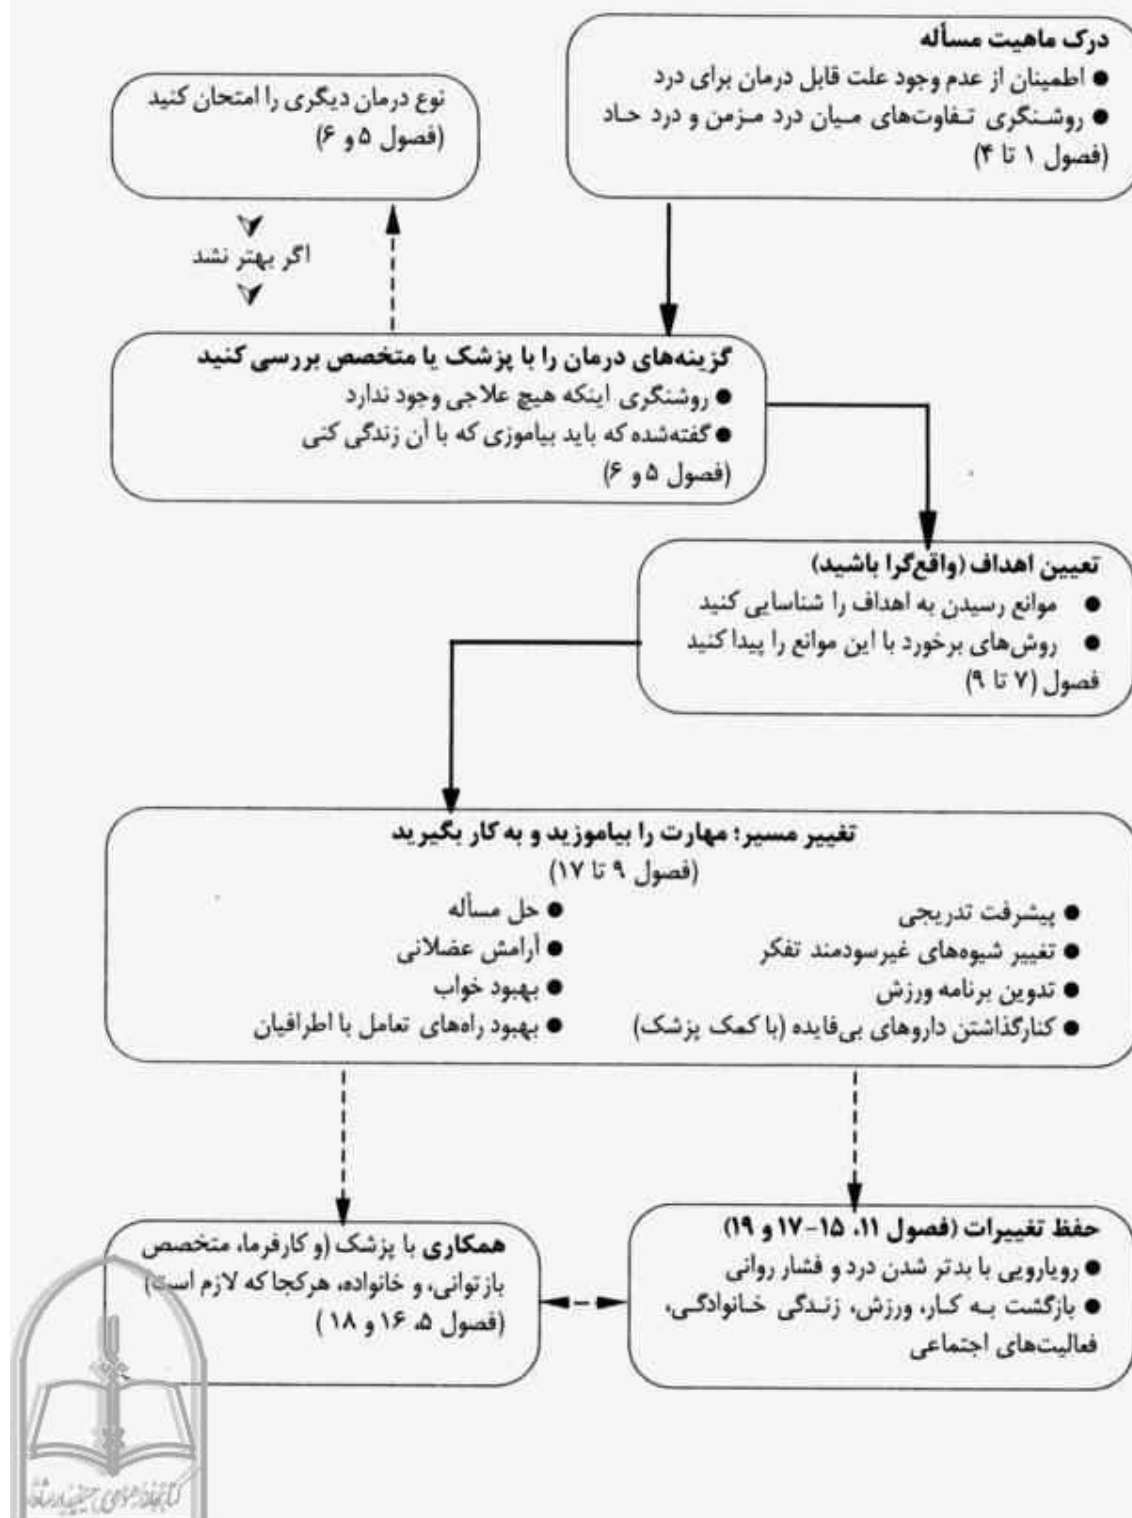 درک ماهیت مسأله
● اطمینان از عدم وجود علت قابل درمان برای درد
● روشنگری تفاوت‌های میان درد مزمن و درد حاد
(فصول ۱ تا ۴)
نوع درمان دیگری را امتحان کنید
(فصول ۵ و ۶)
اگر بهتر نشد
گزینه‌های درمان را با پزشک یا متخصص بررسی کنید
● روشنگری اینکه هیچ علاجی وجود ندارد
● گفته‌شده که باید بیاموزی که با آن زندگی کنی
(فصول ۵ و ۶)
تعیین اهداف (واقع‌گرا باشید)
● موانع رسیدن به اهداف را شناسایی کنید
● روش‌های برخورد با این موانع را پیدا کنید
فصول (۷ تا ۹)
تغییر مسیر؛ مهارت را بیاموزید و به کار بگیرید
(فصول ۹ تا ۱۷)
● پیشرفت تدریجی
● تغییر شیوه‌های غیرسودمند تفکر
● تدوین برنامه ورزش
● کنارگذاشتن داروهای بی‌فایده (با کمک پزشک)
● حل مسأله
● آرامش عضلانی
● بهبود خواب
● بهبود راه‌های تعامل با اطرافیان
حفظ تغییرات (فصول ۱۱، ۱۵-۱۷ و ۱۹)
● رویارویی با بدتر شدن درد و فشار روانی
● بازگشت به کار، ورزش، زندگی خانوادگی،
فعالیت‌های اجتماعی
همکاری با پزشک (و کارفرما، متخصص
بازتوانی، و خانواده، هرکجا که لازم است)
(فصول ۵، ۱۶ و ۱۸ )